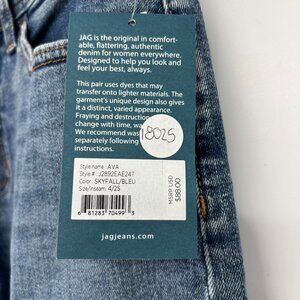 JAG is the original in comfort-
able, flattering, authentic
denim for women everywhere.
Designed to help you look and
feel your best, always.
This pair uses dyes that may
transfer onto lighter materials. The
garment's unique design also gives
it a distinct, varied appearance.
Fraying and destruction
change with time, wa
We recommend wash
separately following
instructions.
18025
Style name: AVA
Style #: J2892EAE247
Color: SKYFALL/BLEU
Size/Inseam: 4/25
6 81283 70499 3
MSRP USD
$88.00
jagjeans.com